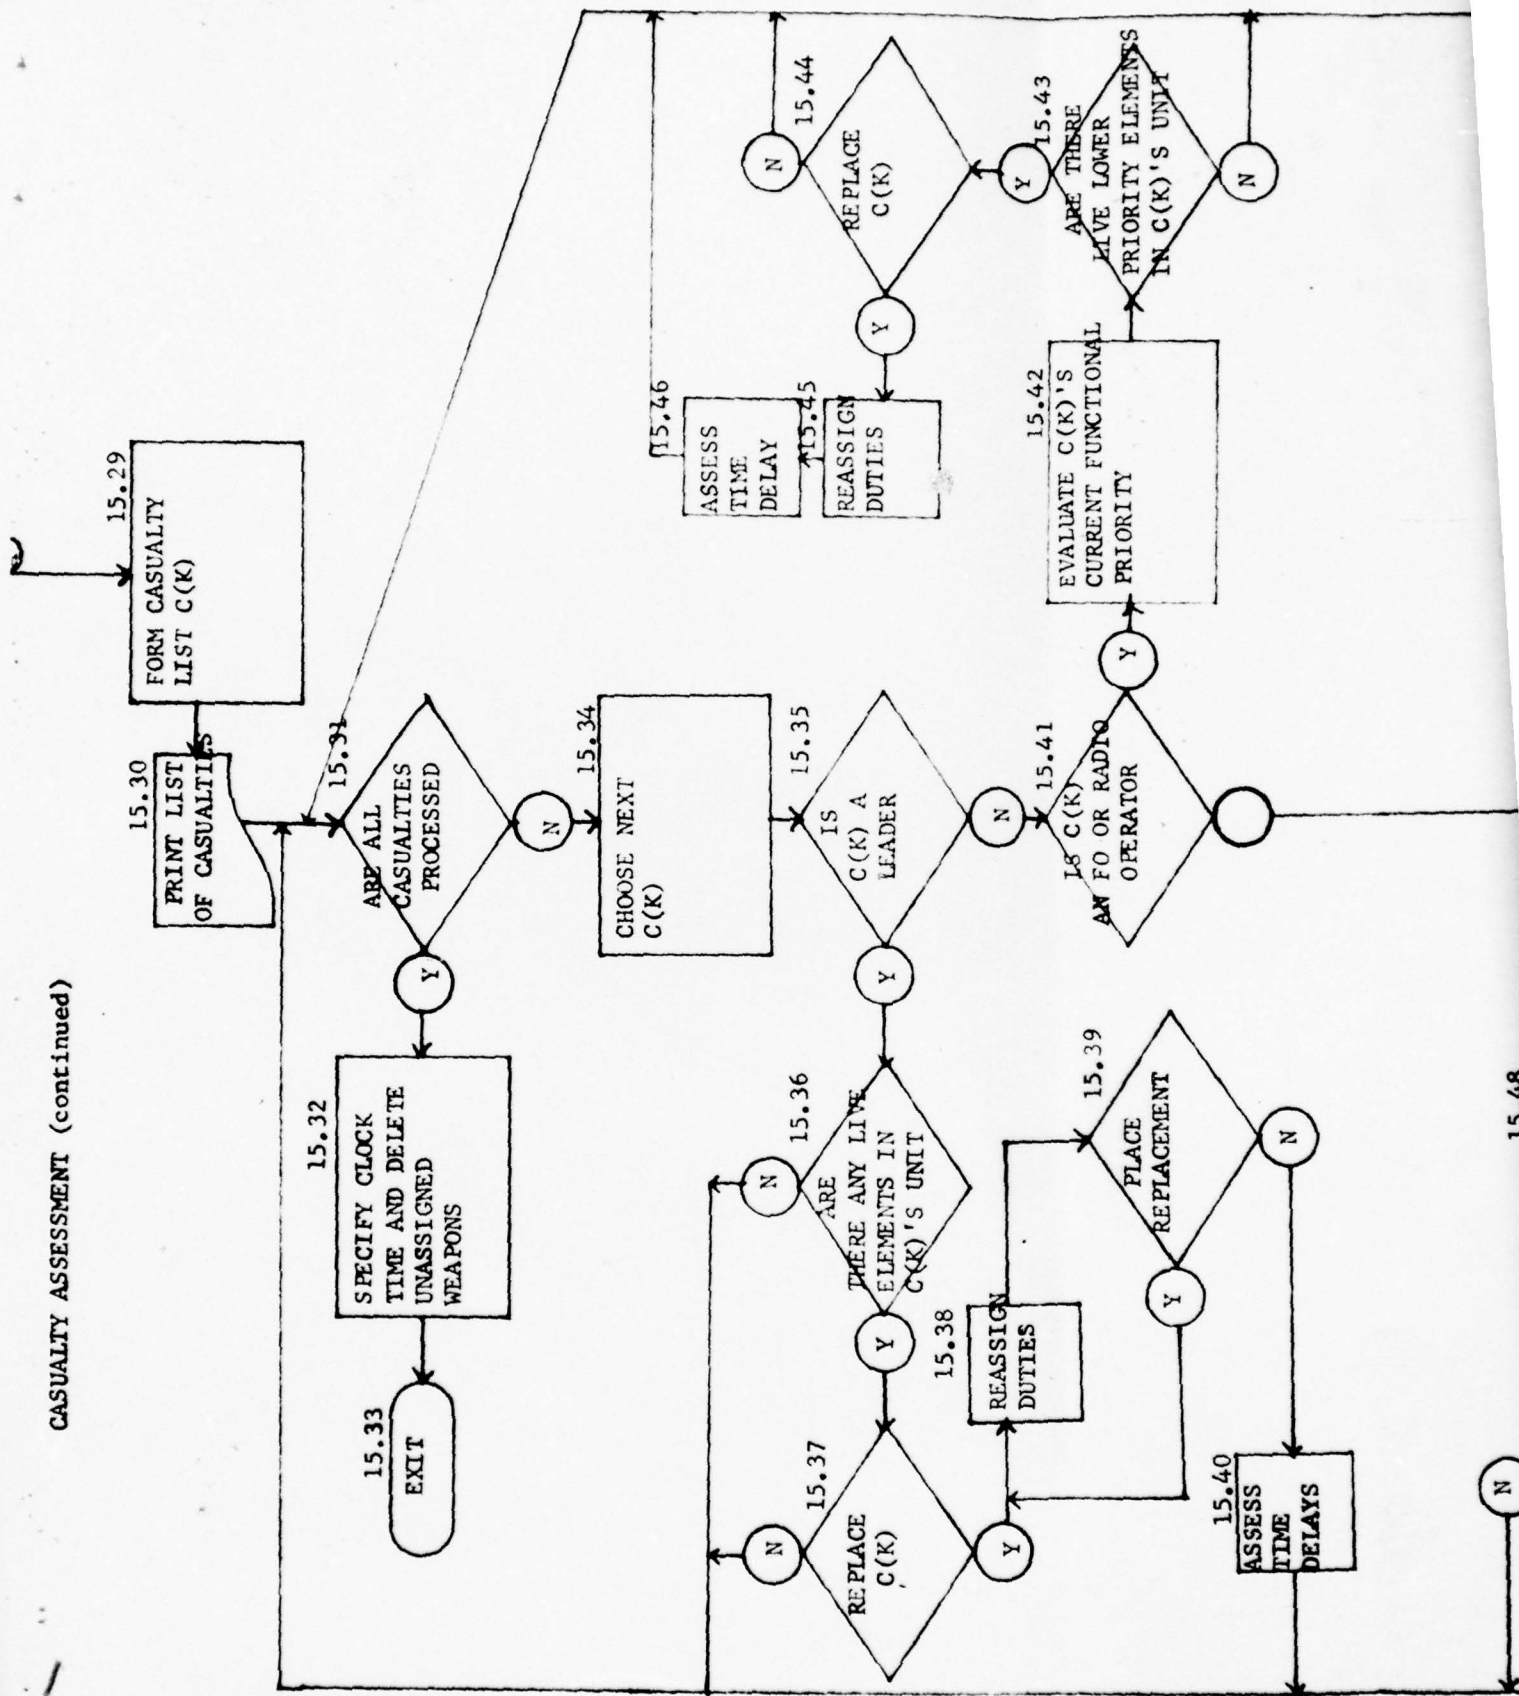 CASUALTY ASSESSMENT (continued)
15.29
FORM CASUALTY
LIST C(K)
15.30
PRINT LIST
OF CASUALTIES
15.31
ARE ALL
CASUALTIES
PROCESSED
Y
N
15.32
SPECIFY CLOCK
TIME AND DELETE
UNASSIGNED
WEAPONS
15.33
EXIT
15.34
CHOOSE NEXT
C(K)
15.35
IS
C(K) A
LEADER
Y
N
15.36
ARE
THERE ANY LIVE
ELEMENTS IN
C(K)'S UNIT
N
Y
15.37
REPLACE
C(K)
N
Y
15.38
REASSIGN
DUTIES
15.39
PLACE
REPLACEMENT
Y
N
15.40
ASSESS
TIME
DELAYS
15.41
IS C(K)
AN FO OR RADIO
OPERATOR
Y
15.42
EVALUATE C(K)'S
CURRENT FUNCTIONAL
PRIORITY
15.43
ARE THERE
LIVE LOWER
PRIORITY ELEMENTS
IN C(K)'S UNIT
Y
N
15.44
REPLACE
C(K)
N
Y
15.45
REASSIGN
DUTIES
15.46
ASSESS
TIME
DELAY
15.48
N